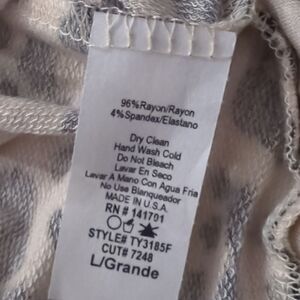 96%Rayon/Rayon
4%Spandex/Elastano
Dry Clean
Hand Wash Cold
Do Not Bleach
Lavar En Seco
Lavar A Mano Con Agua Fria
No Use Blanqueador
MADE IN U.S.A.
RN # 141701
STYLE# TY3185F
CUT# 7248
L/Grande